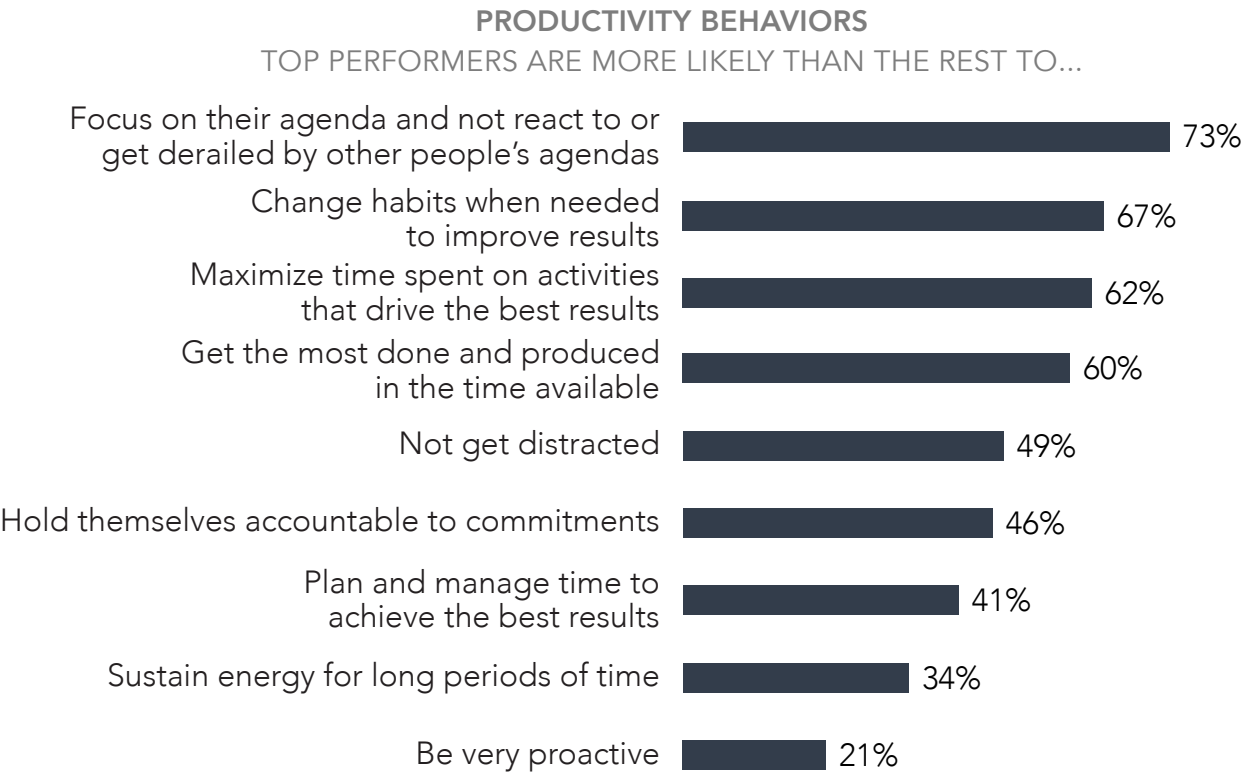 PRODUCTIVITY BEHAVIORS
TOP PERFORMERS ARE MORE LIKELY THAN THE REST TO...
Focus on their agenda and not react to or
get derailed by other people’s agendas
73%
Change habits when needed
to improve results
67%
Maximize time spent on activities
that drive the best results
62%
Get the most done and produced
in the time available
60%
Not get distracted
49%
Hold themselves accountable to commitments
46%
Plan and manage time to
achieve the best results
41%
Sustain energy for long periods of time
34%
Be very proactive
21%